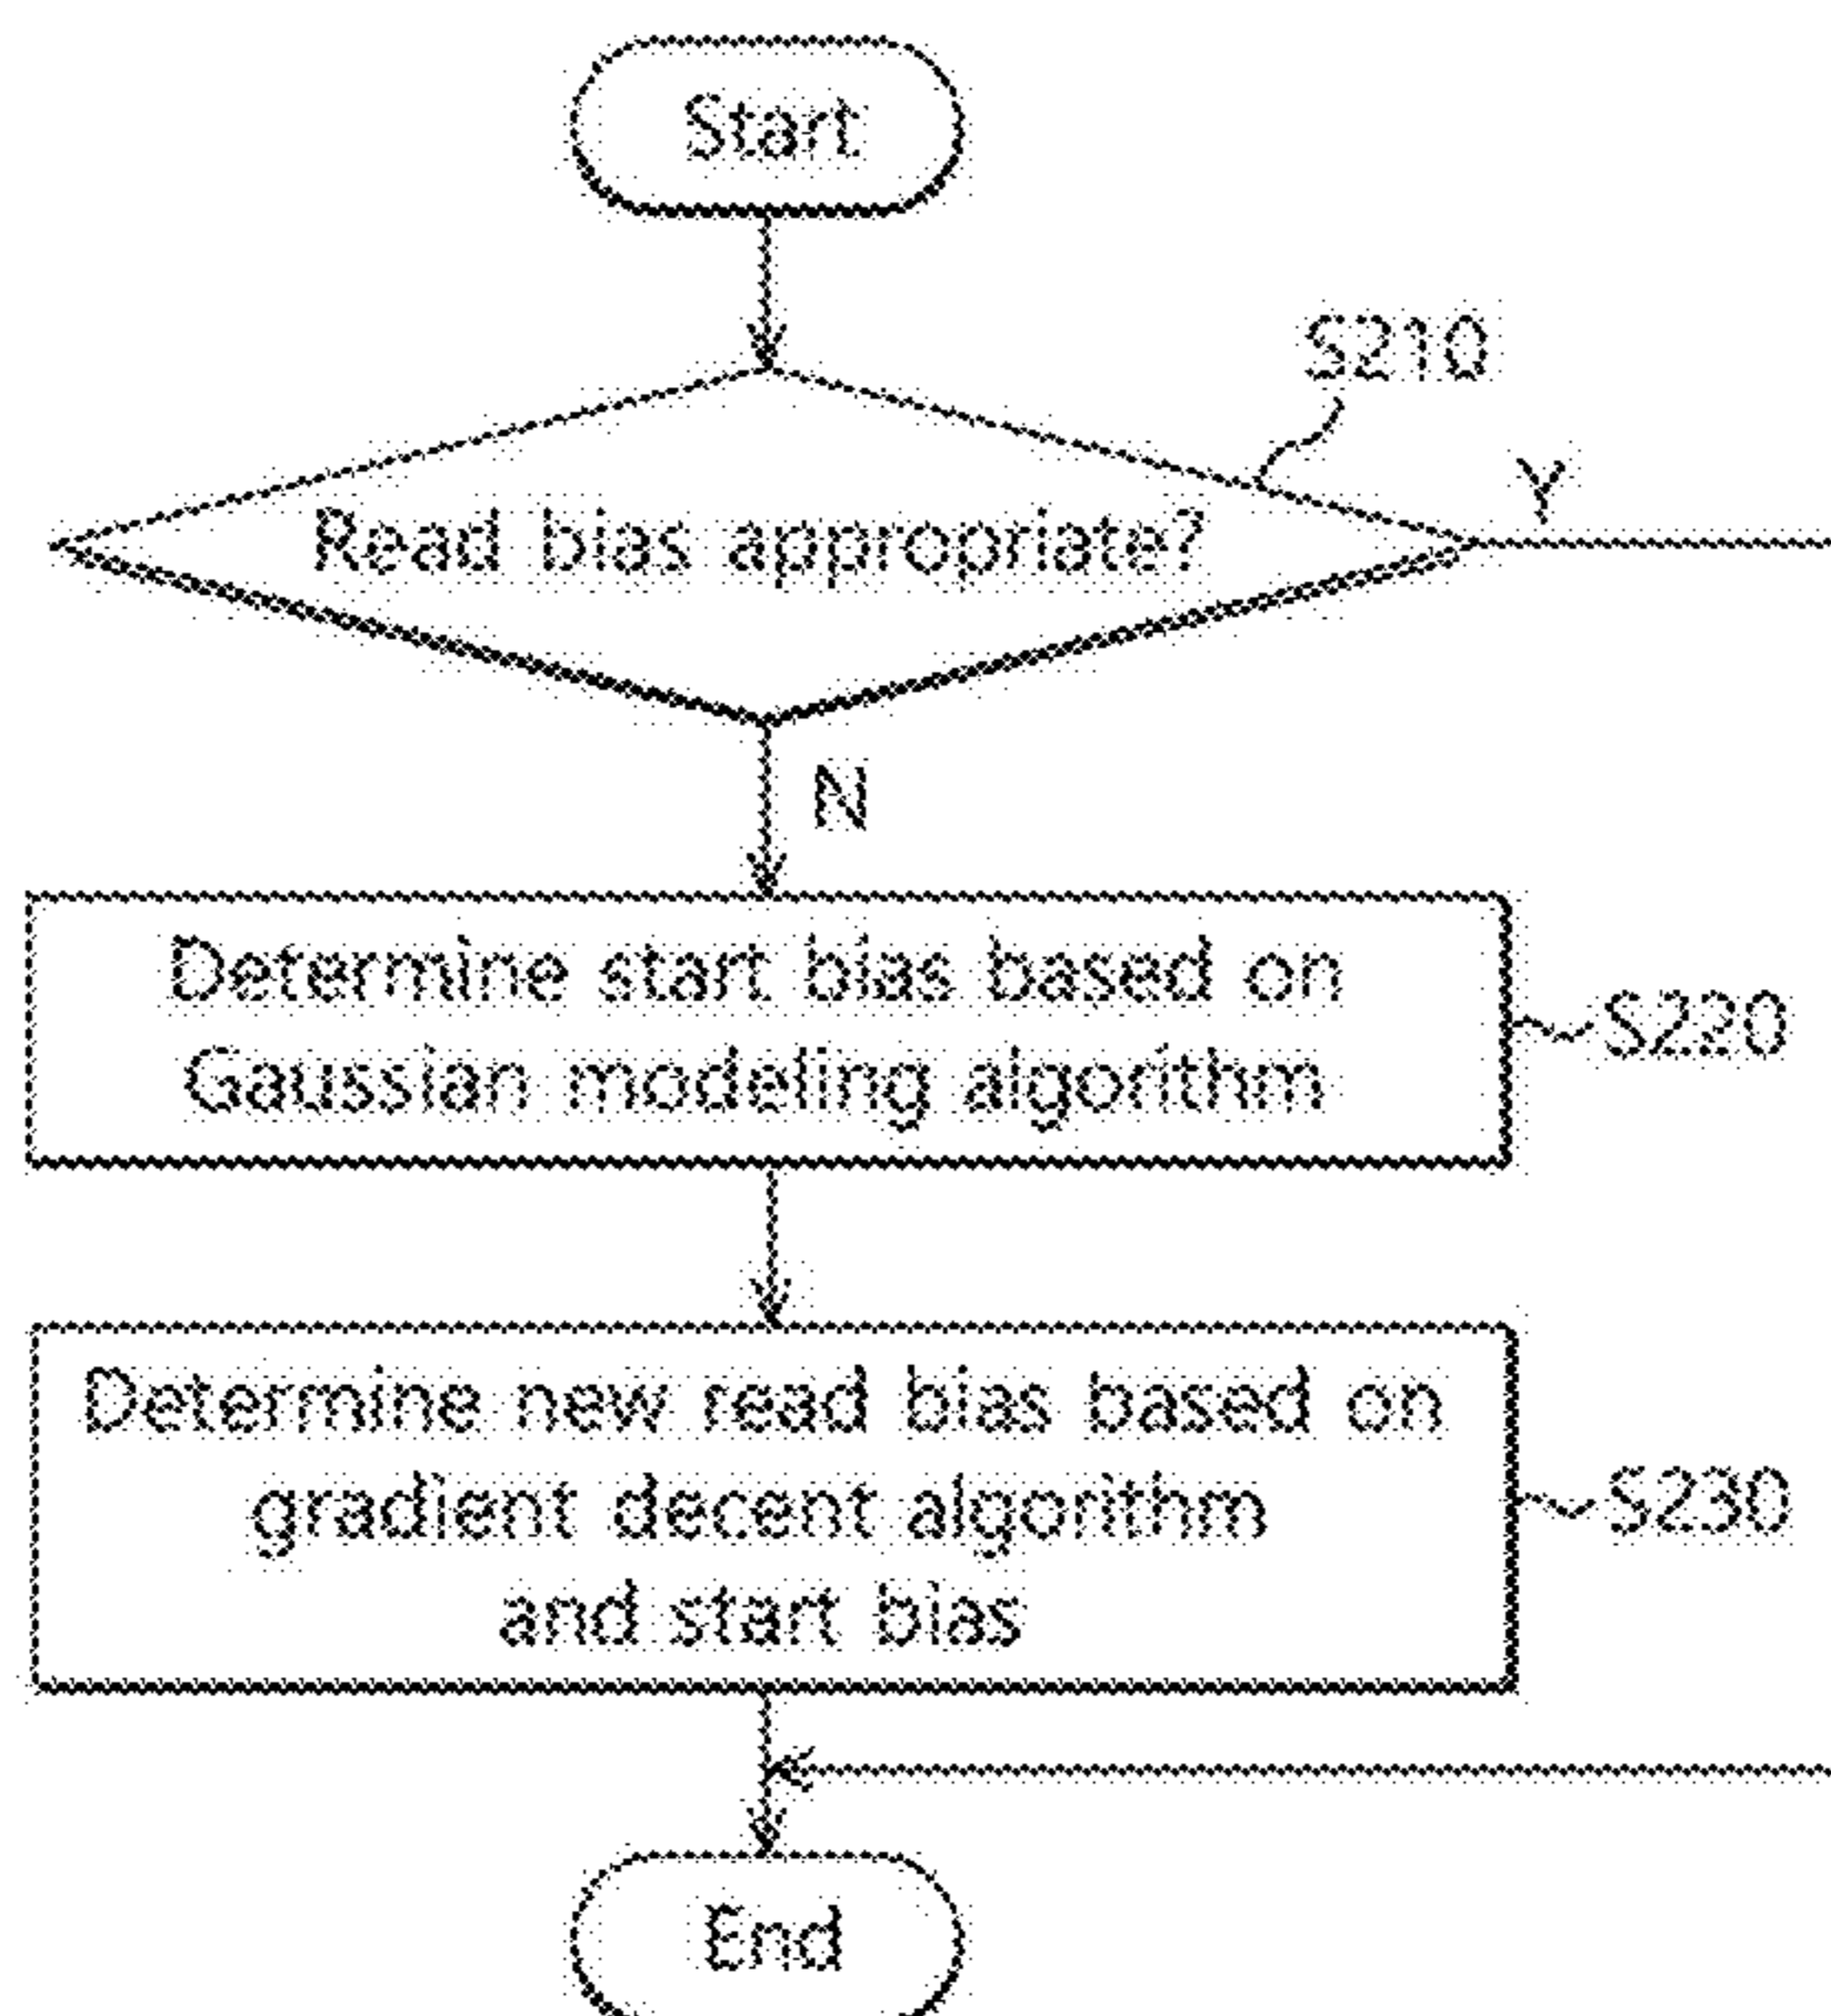 Start
S210
Read bias appropriate?
Y
N
Determine start bias based on
Gaussian modeling algorithm
S220
Determine new read bias based on
gradient decent algorithm
and start bias
S230
End